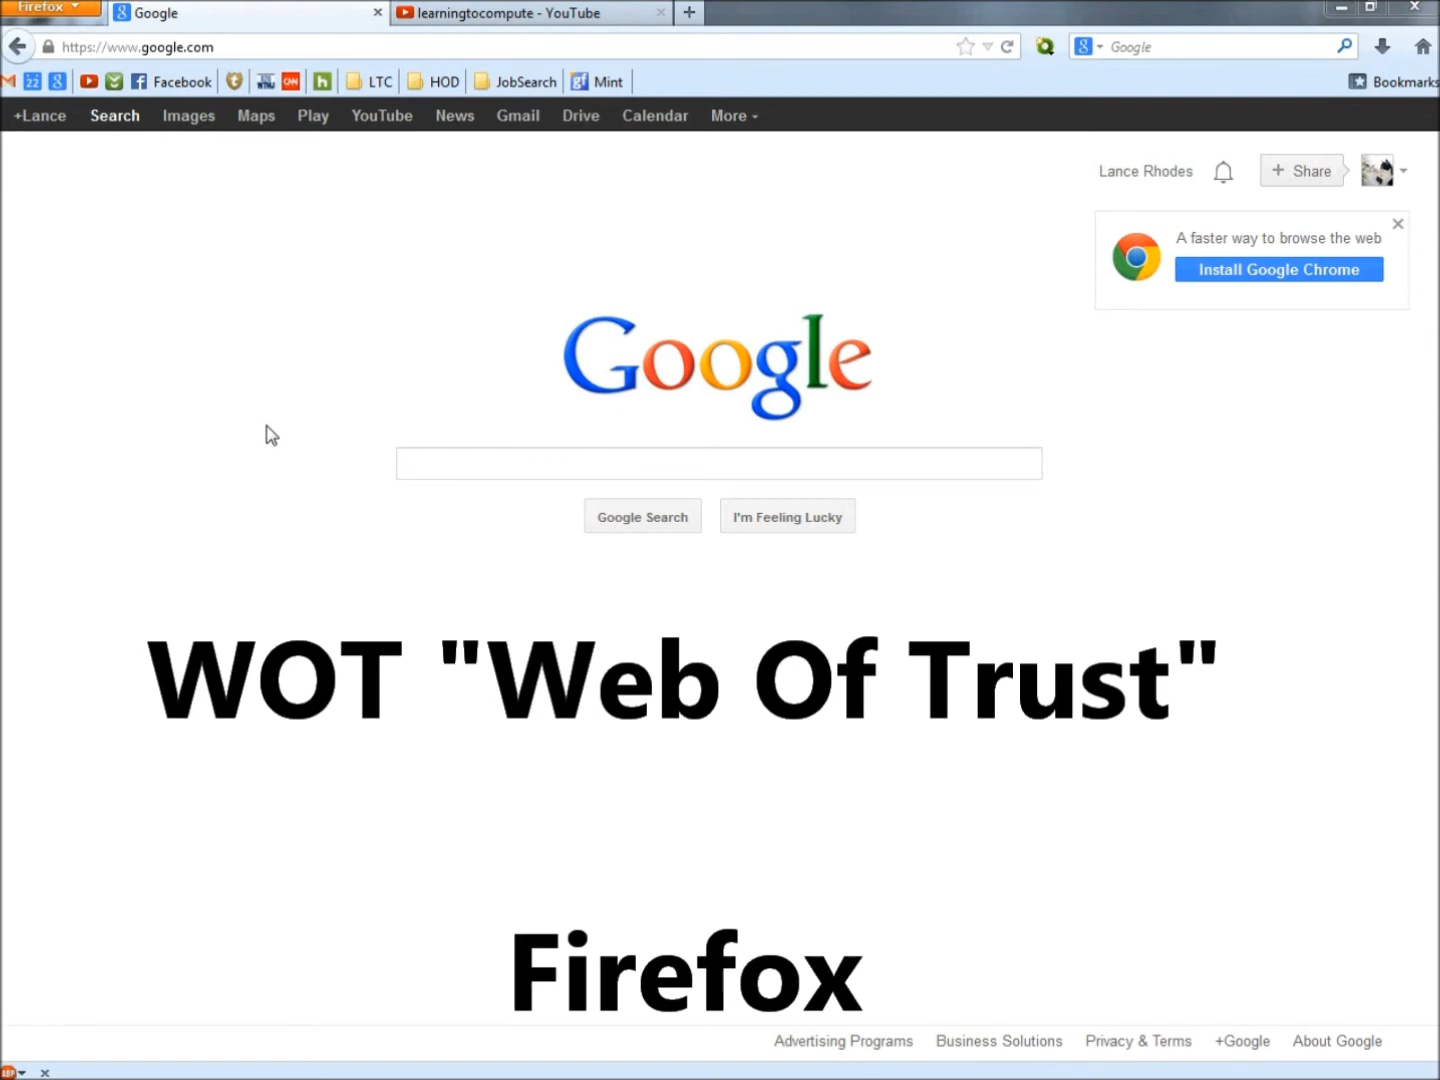 Firefox
Google
learningtocompute - YouTube
https://www.google.com
Google
22
Facebook
CNN
h
LTC
HOD
JobSearch
Mint
Bookmarks
+Lance Search Images Maps Play YouTube News Gmail Drive Calendar More
Lance Rhodes
+ Share
A faster way to browse the web
Install Google Chrome
Google
Google Search
I'm Feeling Lucky
WOT "Web Of Trust"
Firefox
Advertising Programs Business Solutions Privacy & Terms +Google About Google
ABP